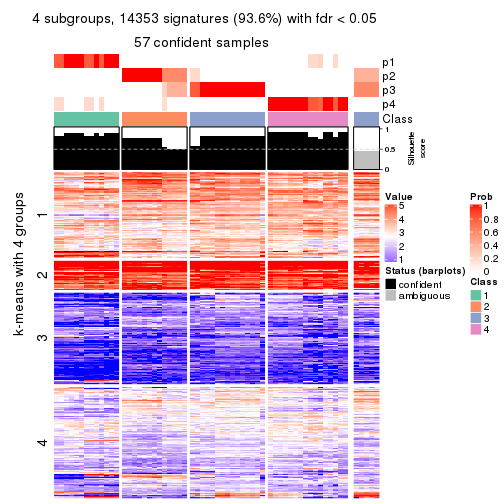 4 subgroups, 14353 signatures (93.6%) with fdr < 0.05
57 confident samples
p1
p2
p3
p4
Class
1
0.5
0
Silhouette
score
k-means with 4 groups
1
2
3
4
Value
5
4
3
2
1
Status (barplots)
confident
ambiguous
Prob
1
0.8
0.6
0.4
0.2
0
Class
1
2
3
4